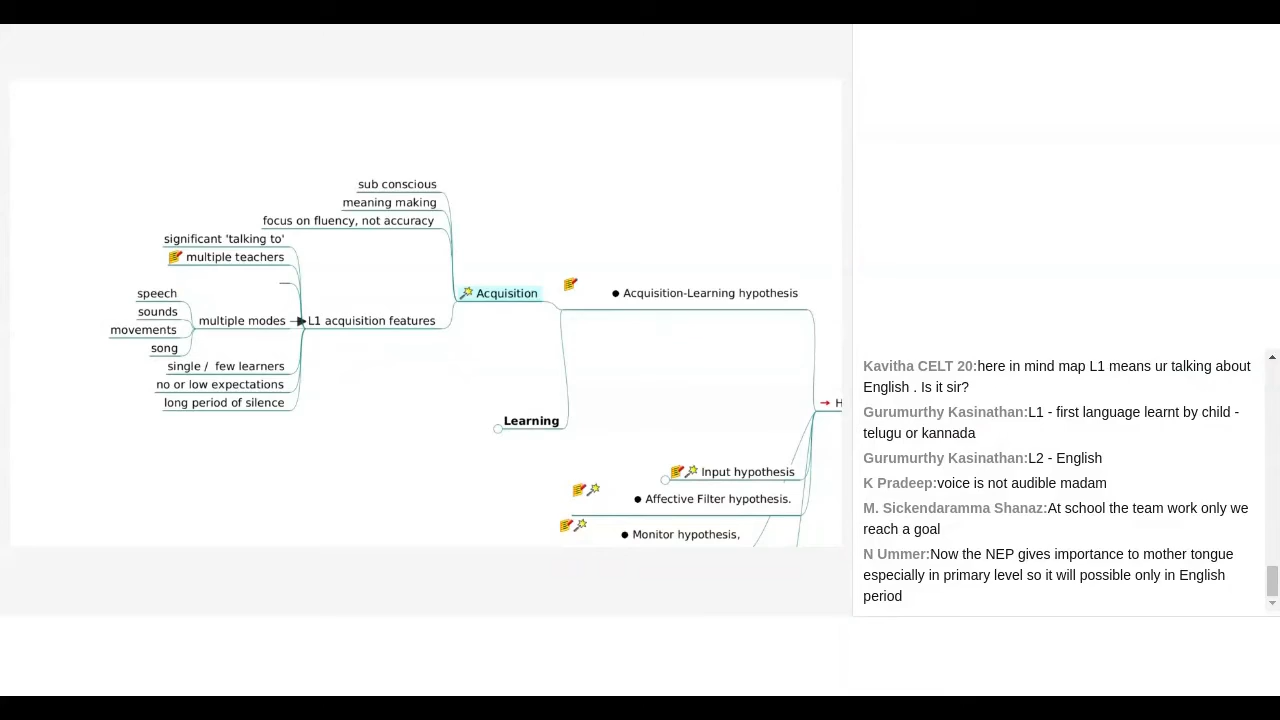 sub conscious
meaning making
focus on fluency, not accuracy
significant 'talking to'
multiple teachers
speech
sounds
movements
song
multiple modes
L1 acquisition features
single /  few learners
no or low expectations
long period of silence
Acquisition
● Acquisition-Learning hypothesis
Learning
→ H
Input hypothesis
● Affective Filter hypothesis.
● Monitor hypothesis,
Kavitha CELT 20:here in mind map L1 means ur talking about
English . Is it sir?
Gurumurthy Kasinathan:L1 - first language learnt by child -
telugu or kannada
Gurumurthy Kasinathan:L2 - English
K Pradeep:voice is not audible madam
M. Sickendaramma Shanaz:At school the team work only we
reach a goal
N Ummer:Now the NEP gives importance to mother tongue
especially in primary level so it will possible only in English
period